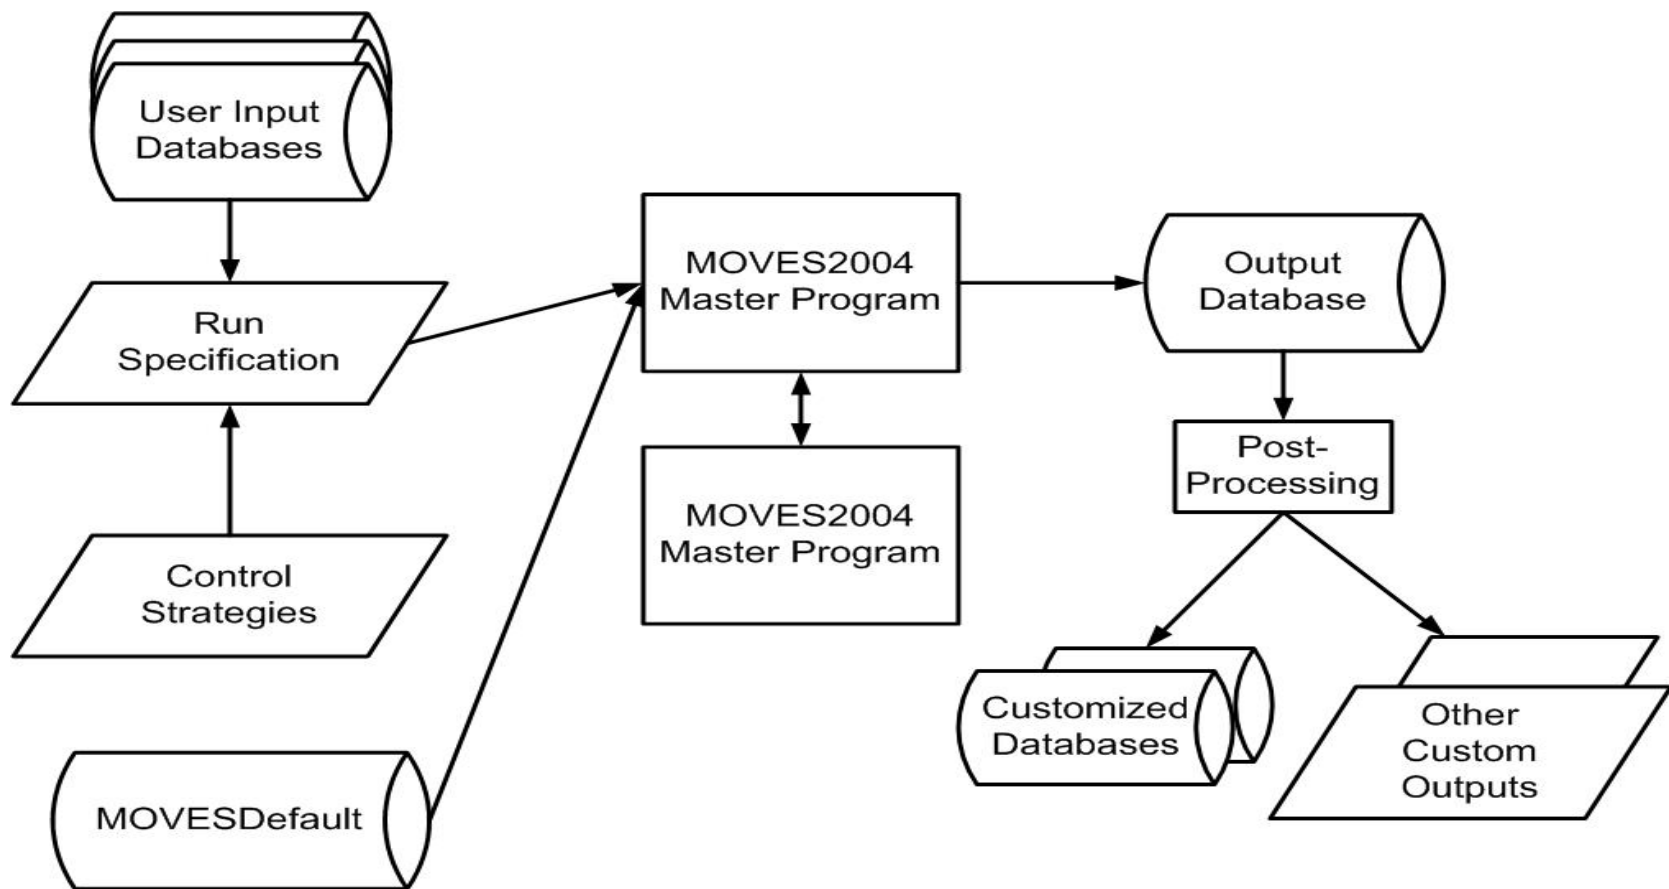 User Input
Databases
Run
Specification
Control
Strategies
MOVESDefault
MOVES2004
Master Program
MOVES2004
Master Program
Output
Database
Post-
Processing
Customized
Databases
Other
Custom
Outputs